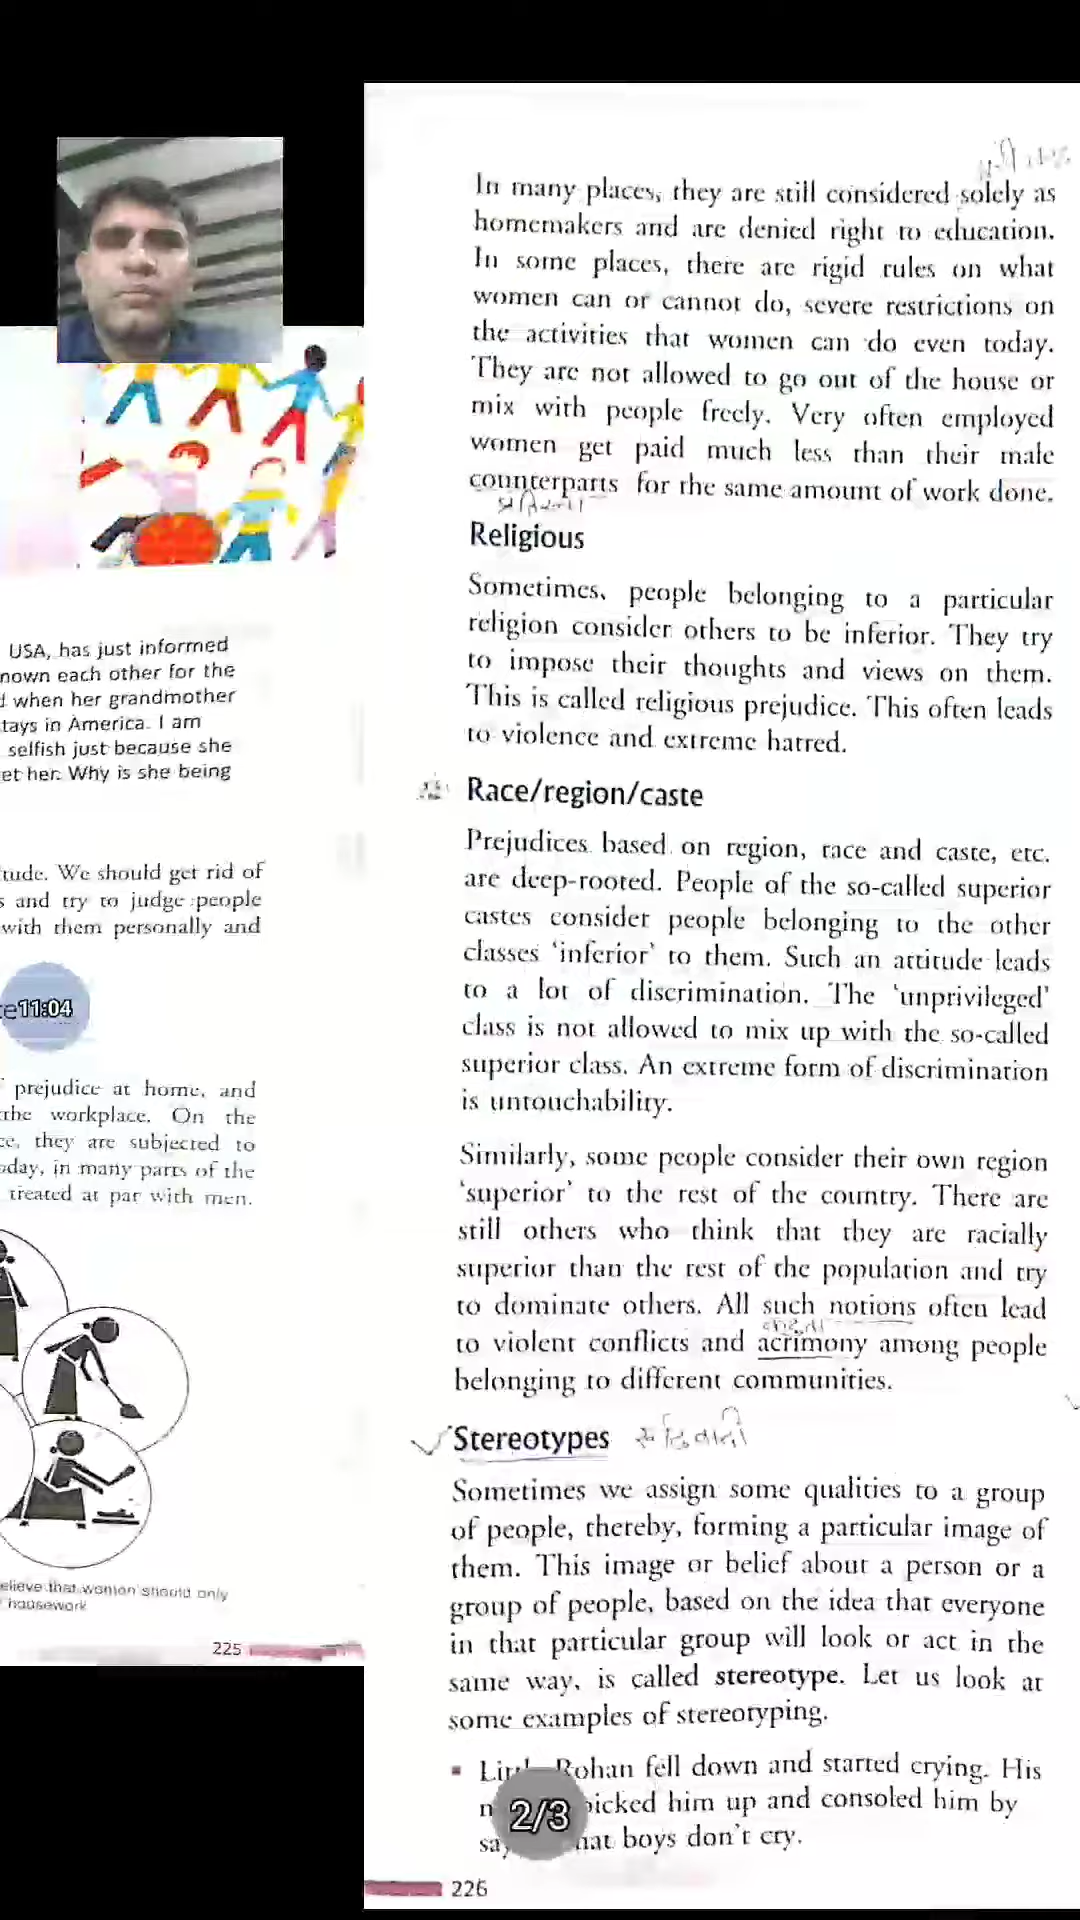 USA, has just informed
nown each other for the
d when her grandmother
tays in America. I am
selfish just because she
et her. Why is she being
tude. We should get rid of
s and try to judge people
with them personally and
11:04
prejudice at home, and
the workplace. On the
ce, they are subjected to
oday, in many parts of the
treated at par with men.
elieve that women should only
housework
225
In many places, they are still considered solely as
homemakers and are denied right to education.
In some places, there are rigid rules on what
women can or cannot do, severe restrictions on
the activities that women can do even today.
They are not allowed to go out of the house or
mix with people freely. Very often employed
women get paid much less than their male
counterparts for the same amount of work done.
Religious
Sometimes, people belonging to a particular
religion consider others to be inferior. They try
to impose their thoughts and views on them.
This is called religious prejudice. This often leads
to violence and extreme hatred.
Race/region/caste
Prejudices based on region, race and caste, etc.
are deep-rooted. People of the so-called superior
castes consider people belonging to the other
classes ‘inferior’ to them. Such an attitude leads
to a lot of discrimination. The ‘unprivileged’
class is not allowed to mix up with the so-called
superior class. An extreme form of discrimination
is untouchability.
Similarly, some people consider their own region
‘superior’ to the rest of the country. There are
still others who think that they are racially
superior than the rest of the population and try
to dominate others. All such notions often lead
to violent conflicts and acrimony among people
belonging to different communities.
Stereotypes
Sometimes we assign some qualities to a group
of people, thereby, forming a particular image of
them. This image or belief about a person or a
group of people, based on the idea that everyone
in that particular group will look or act in the
same way, is called stereotype. Let us look at
some examples of stereotyping.
Rohan fell down and started crying. His
picked him up and consoled him by
boys don't cry.
2/3
226